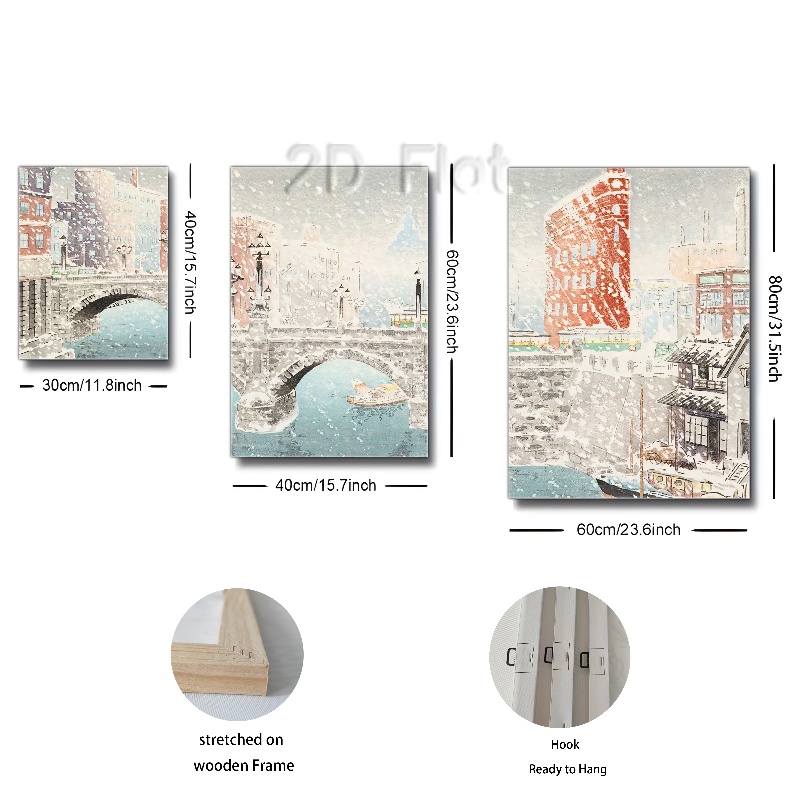 2D Flat
40cm/15.7inch
30cm/11.8inch
60cm/23.6inch
40cm/15.7inch
80cm/31.5inch
60cm/23.6inch
stretched on
wooden Frame
Hook
Ready to Hang